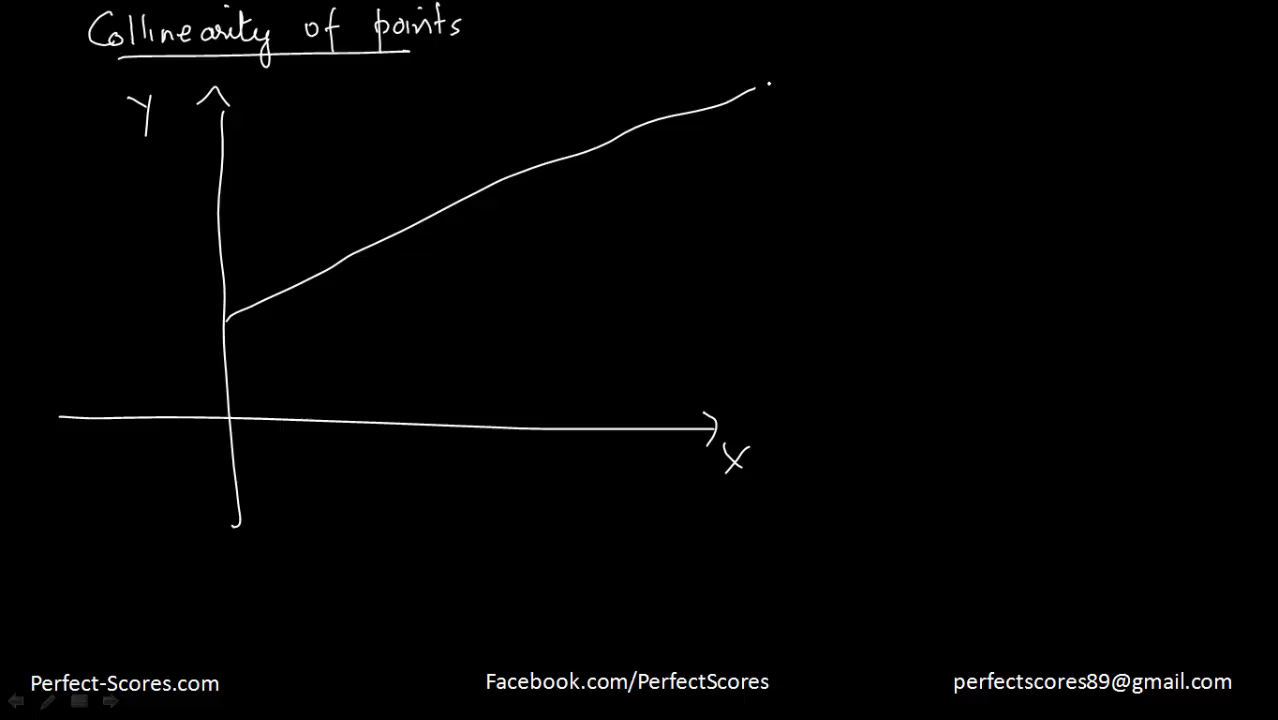 Collinearity of points
Y
X
Perfect-Scores.com
Facebook.com/PerfectScores
perfectscores89@gmail.com